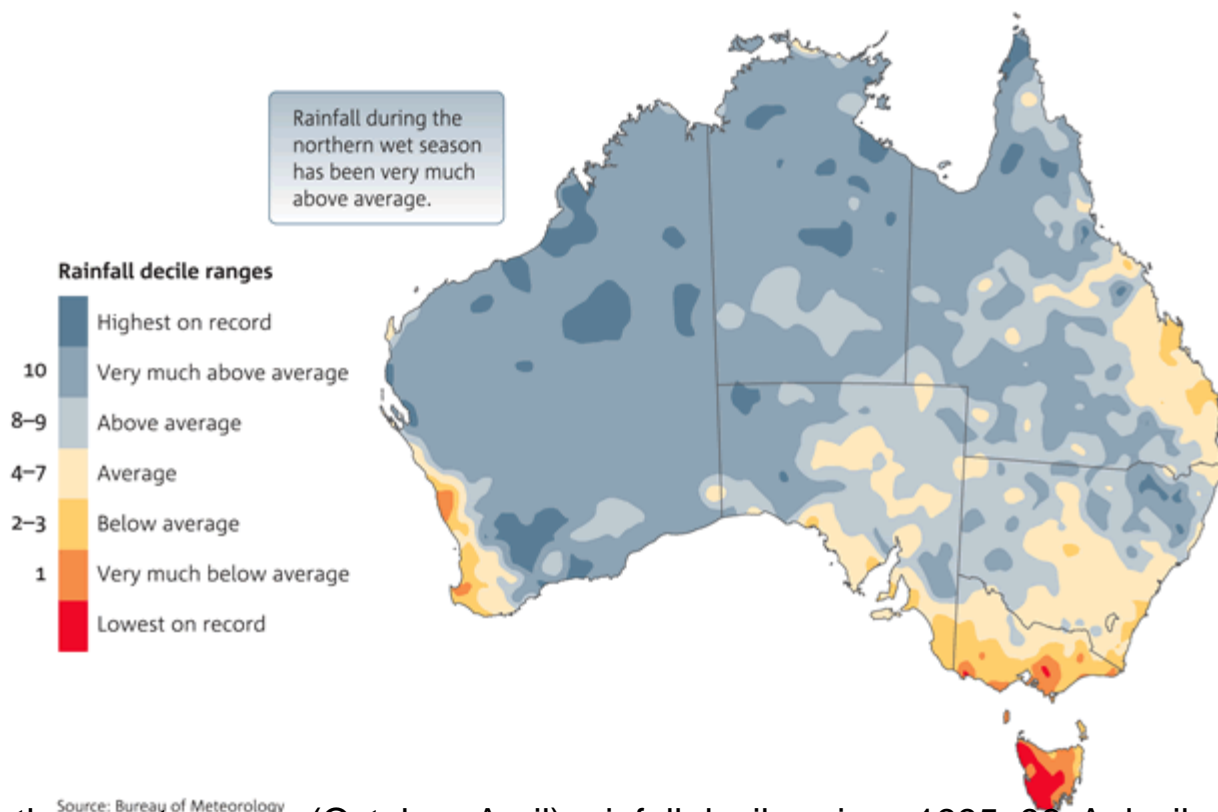 Rainfall during the
northern wet season
has been very much
above average.
Rainfall decile ranges
Highest on record
10 Very much above average
8–9 Above average
4–7 Average
2–3 Below average
1 Very much below average
Lowest on record
Source: Bureau of Meteorology